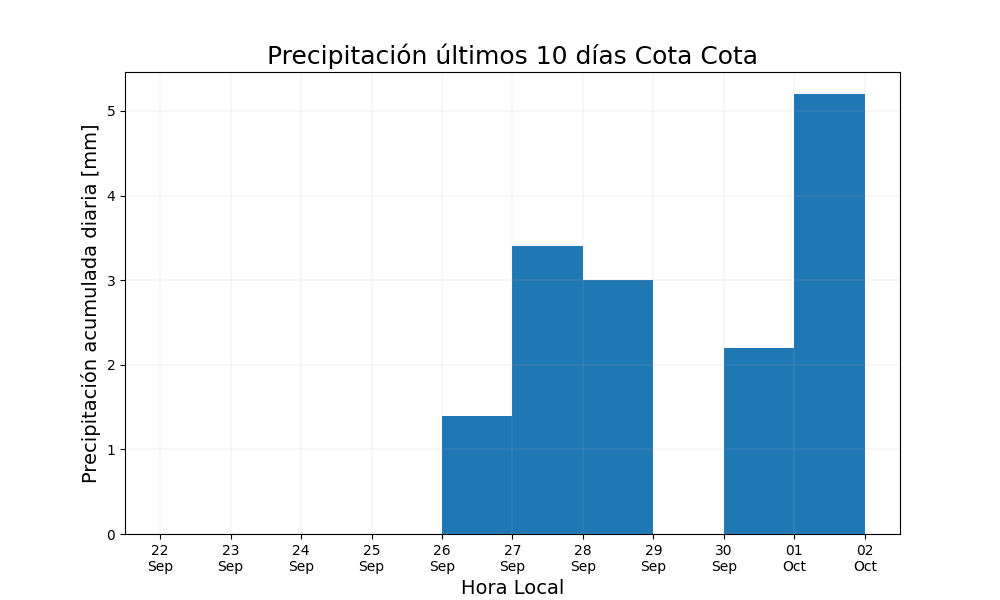 Precipitación últimos 10 días Cota Cota
Precipitación acumulada diaria [mm]
5
4
3
2
1
0
22 23 24 25 26 27 28 29 30 01 02
Sep Sep Sep Sep Sep Sep Sep Sep Sep Oct Oct
Hora Local